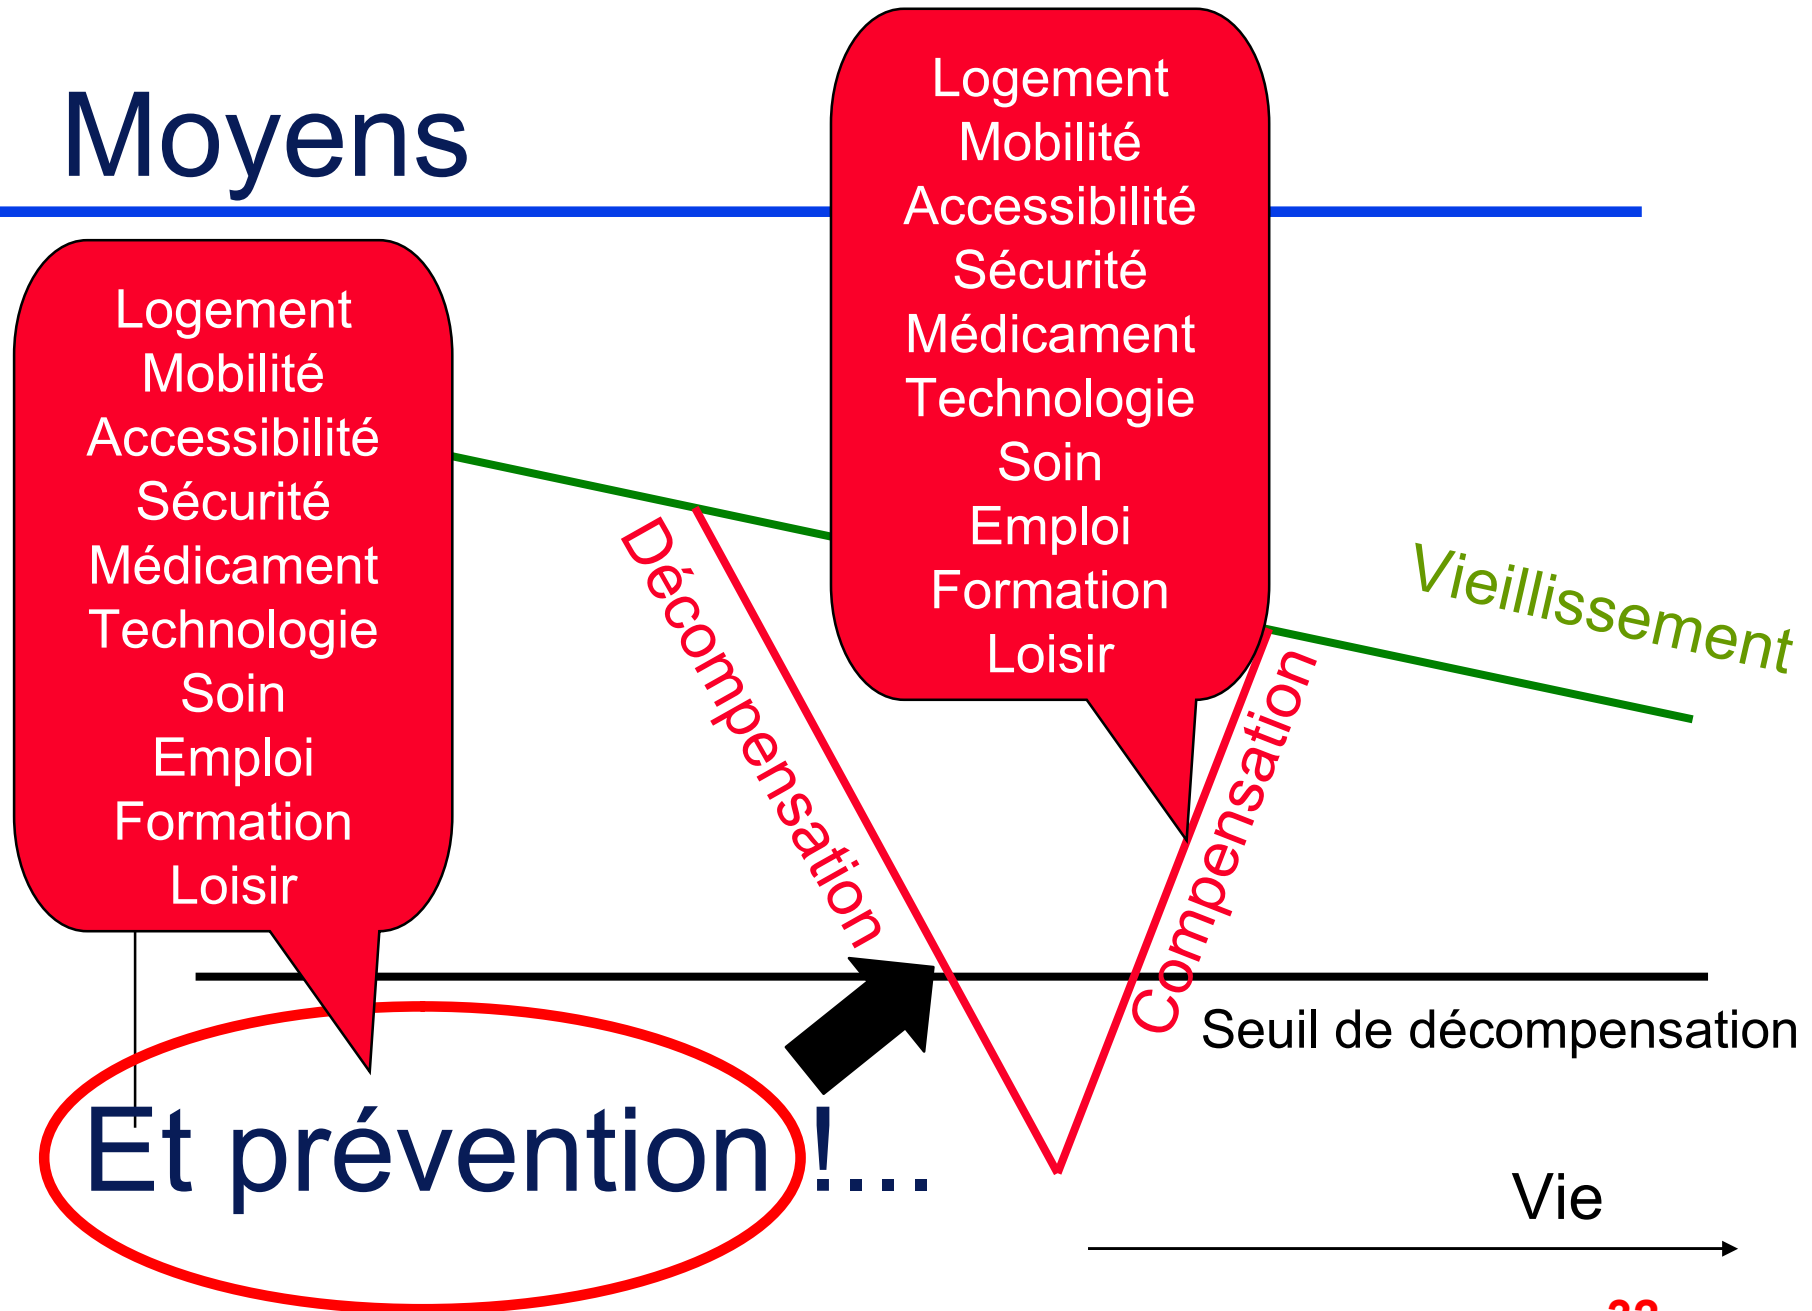 Moyens
Logement
Mobilité
Accessibilité
Sécurité
Médicament
Technologie
Soin
Emploi
Formation
Loisir
Logement
Mobilité
Accessibilité
Sécurité
Médicament
Technologie
Soin
Emploi
Formation
Loisir
Décompensation
Compensation
Vieillissement
Seuil de décompensation
Et prévention !...
Vie